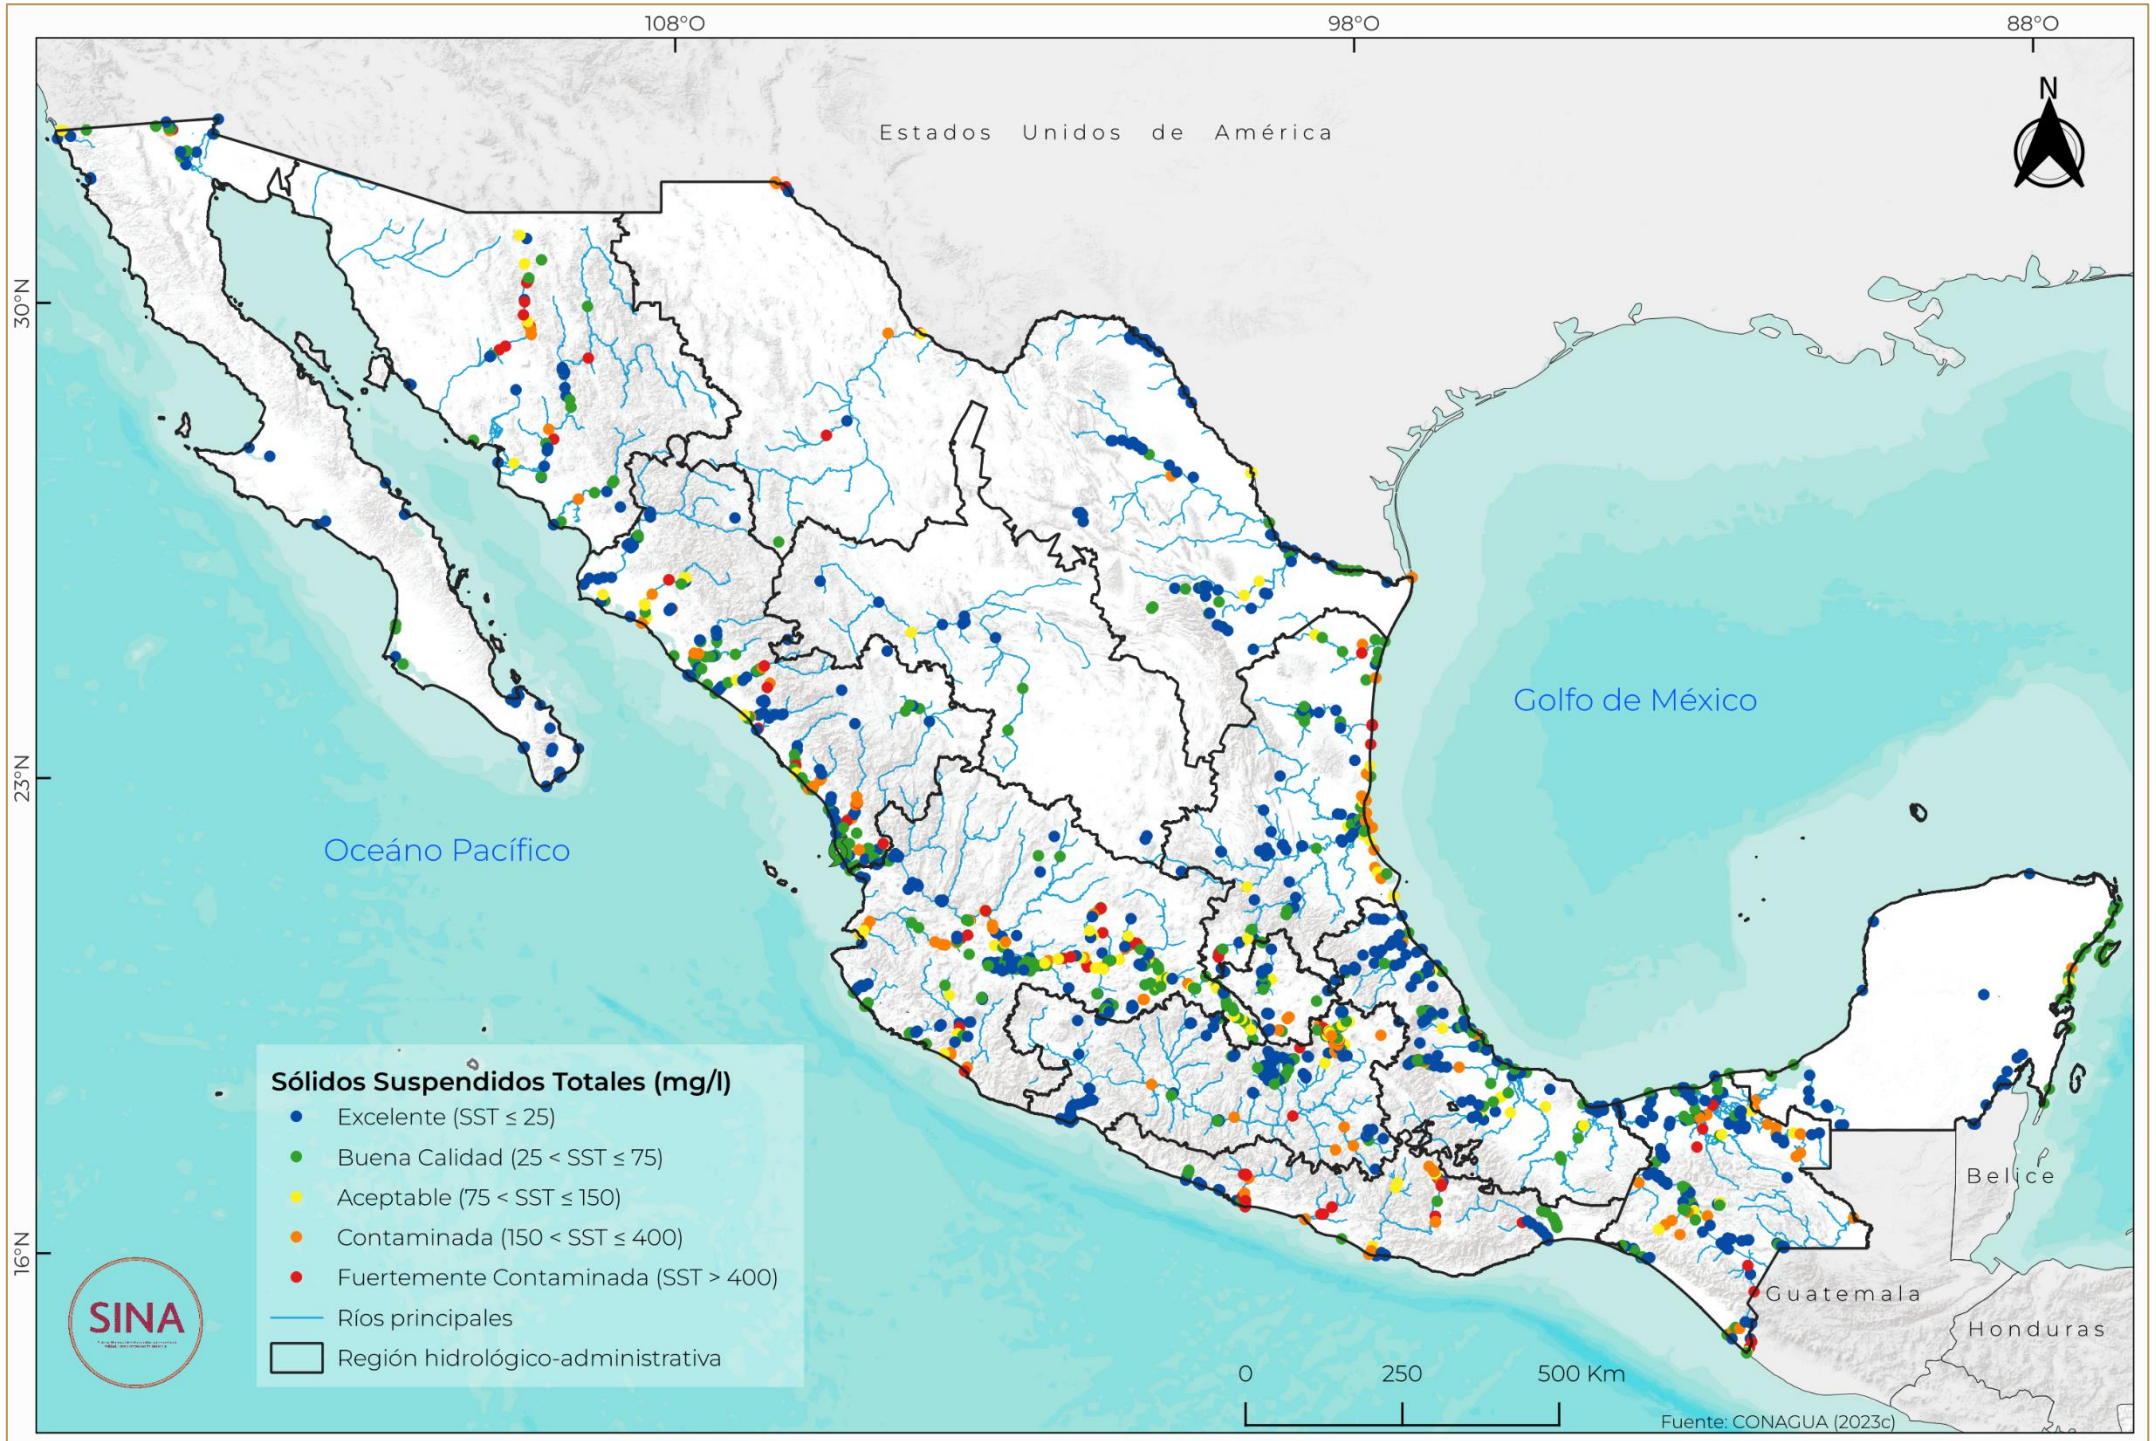 108°O
98°O
88°O
N
Estados Unidos de América
30°N
Golfo de México
23°N
Oceáno Pacífico
Sólidos Suspendidos Totales (mg/l)
Excelente (SST ≤ 25)
Buena Calidad (25 < SST ≤ 75)
Aceptable (75 < SST ≤ 150)
Contaminada (150 < SST ≤ 400)
Fuertemente Contaminada (SST > 400)
Ríos principales
Región hidrológico-administrativa
Belice
16°N
Guatemala
Honduras
SINA
0 250 500 Km
Fuente: CONAGUA (2023c)